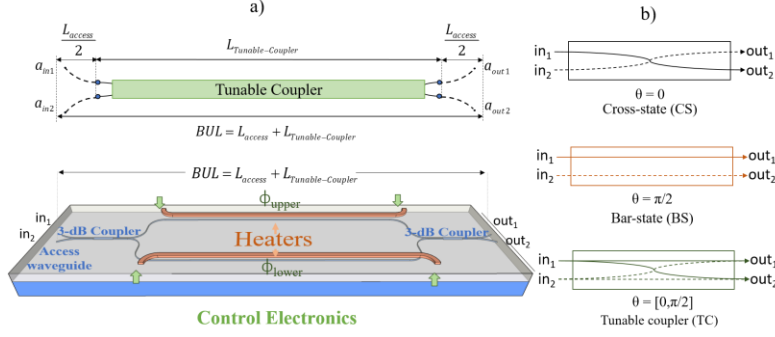 a)
L_access/2
L_Tunable-Coupler
L_access/2
a_in1
a_out1
Tunable Coupler
a_in2
a_out2
BUL = L_access + L_Tunable-Coupler
BUL = L_access + L_Tunable-Coupler
ϕ_upper
in₁
out₁
in₂
3-dB Coupler
3-dB Coupler
out₂
Heaters
Access
waveguide
ϕ_lower
Control Electronics
b)
in₁
out₁
in₂
out₂
θ = 0
Cross-state (CS)
in₁
out₁
in₂
out₂
θ = π/2
Bar-state (BS)
in₁
out₁
in₂
out₂
θ = [0,π/2]
Tunable coupler (TC)